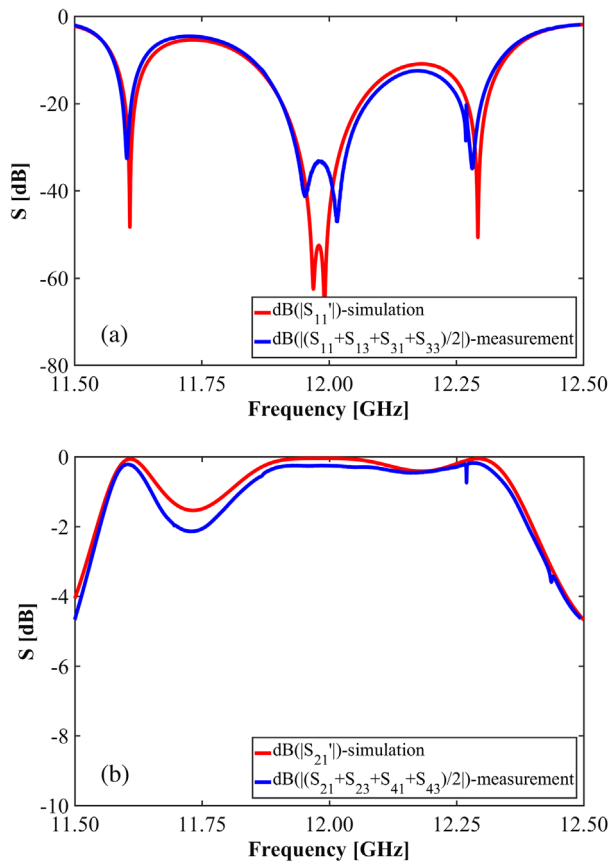 0
-20
-40
-60
-80
S [dB]
dB(|S11'|)-simulation
dB(|(S11+S13+S31+S33)/2|)-measurement
(a)
11.50 11.75 12.00 12.25 12.50
Frequency [GHz]
0
-2
-4
-6
-8
-10
S [dB]
dB(|S21'|)-simulation
dB(|(S21+S23+S41+S43)/2|)-measurement
(b)
11.50 11.75 12.00 12.25 12.50
Frequency [GHz]